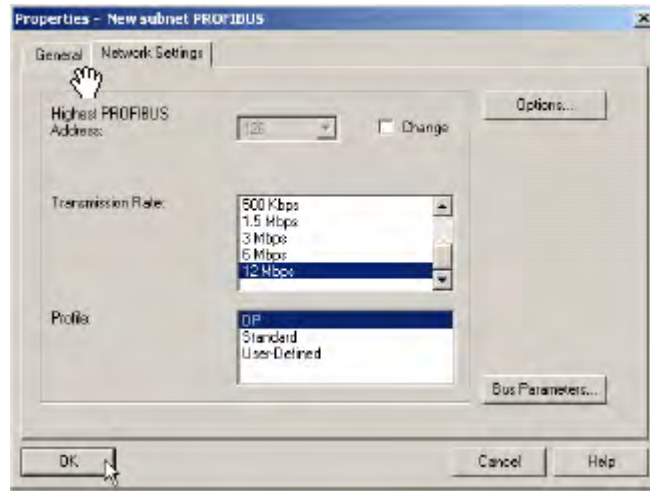 Properties - New subnet PROFIBUS
General Network Settings
Highest PROFIBUS
Address:
126
Change
Options...
Transmission Rate:
500 Kbps
1.5 Mbps
3 Mbps
6 Mbps
12 Mbps
Profile:
DP
Standard
User-Defined
Bus Parameters...
OK
Cancel
Help